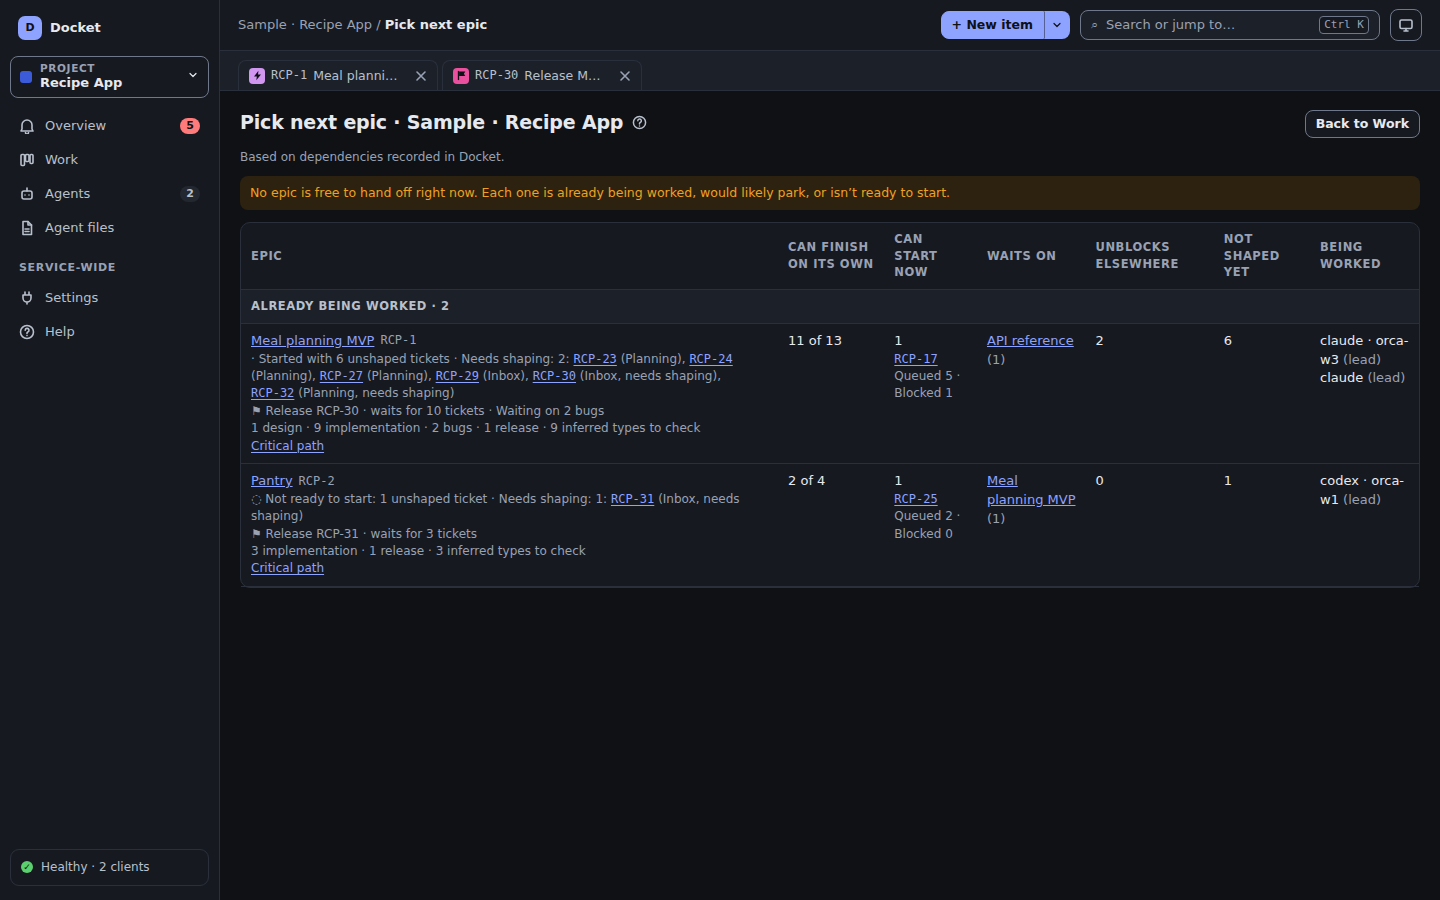 D Docket
PROJECT
Recipe App
Overview 5
Work
Agents 2
Agent files
SERVICE-WIDE
Settings
Help
Healthy · 2 clients
Sample · Recipe App / Pick next epic
+ New item
Search or jump to… Ctrl K
RCP-1 Meal planni…
RCP-30 Release M…
Pick next epic · Sample · Recipe App
Back to Work
Based on dependencies recorded in Docket.
No epic is free to hand off right now. Each one is already being worked, would likely park, or isn’t ready to start.
EPIC
CAN FINISH
ON ITS OWN
CAN
START
NOW
WAITS ON
UNBLOCKS
ELSEWHERE
NOT
SHAPED
YET
BEING
WORKED
ALREADY BEING WORKED · 2
Meal planning MVP RCP-1
· Started with 6 unshaped tickets · Needs shaping: 2: RCP-23 (Planning), RCP-24
(Planning), RCP-27 (Planning), RCP-29 (Inbox), RCP-30 (Inbox, needs shaping),
RCP-32 (Planning, needs shaping)
⚑ Release RCP-30 · waits for 10 tickets · Waiting on 2 bugs
1 design · 9 implementation · 2 bugs · 1 release · 9 inferred types to check
Critical path
11 of 13
1
RCP-17
Queued 5 ·
Blocked 1
API reference
(1)
2
6
claude · orca-
w3 (lead)
claude (lead)
Pantry RCP-2
◌ Not ready to start: 1 unshaped ticket · Needs shaping: 1: RCP-31 (Inbox, needs
shaping)
⚑ Release RCP-31 · waits for 3 tickets
3 implementation · 1 release · 3 inferred types to check
Critical path
2 of 4
1
RCP-25
Queued 2 ·
Blocked 0
Meal
planning MVP
(1)
0
1
codex · orca-
w1 (lead)